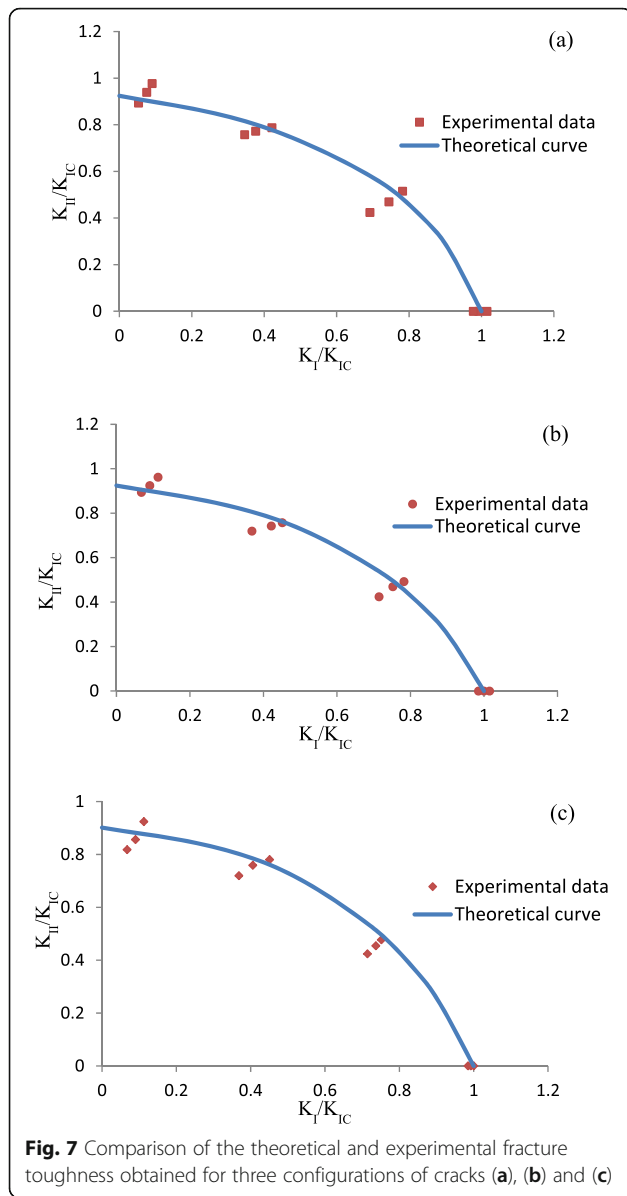 (a)
1.2
1
0.8
0.6
0.4
0.2
0
K_II/K_IC
Experimental data
Theoretical curve
0 0.4 0.6 0.8 1 1.2
K_I/K_IC
(b)
1.2
1
0.8
0.6
0.4
0.2
0
K_II/K_IC
Experimental data
Theoretical curve
0 0.2 0.4 0.6 0.8 1 1.2
K_I/K_IC
(c)
1
0.8
0.6
0.4
0.2
0
K_II/K_IC
Experimental data
Theoretical curve
0 0.2 0.4 0.6 0.8 1 1.2
K_I/K_IC
Fig. 7 Comparison of the theoretical and experimental fracture
toughness obtained for three configurations of cracks (a), (b) and (c)